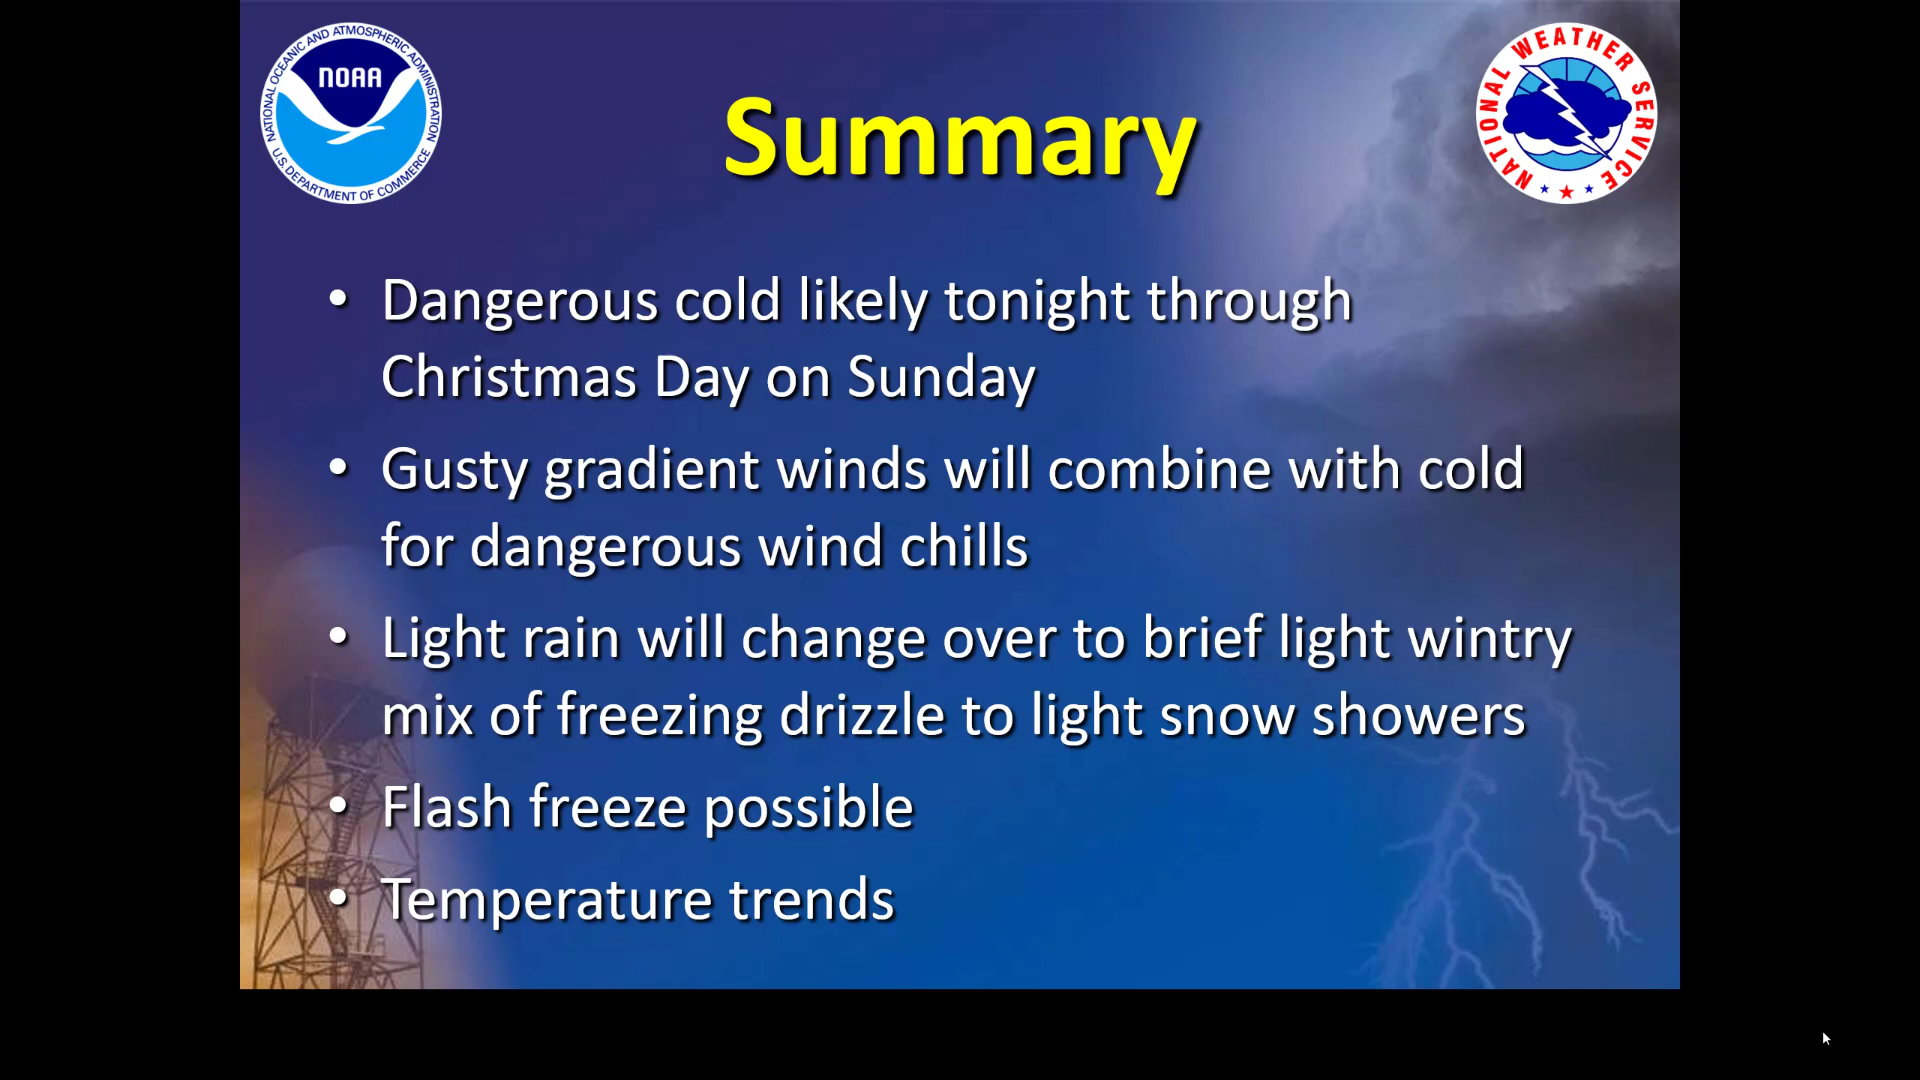 NATIONAL OCEANIC AND ATMOSPHERIC ADMINISTRATION
U.S. DEPARTMENT OF COMMERCE
NOAA
NATIONAL WEATHER SERVICE
Summary
• Dangerous cold likely tonight through
Christmas Day on Sunday
• Gusty gradient winds will combine with cold
for dangerous wind chills
• Light rain will change over to brief light wintry
mix of freezing drizzle to light snow showers
• Flash freeze possible
• Temperature trends